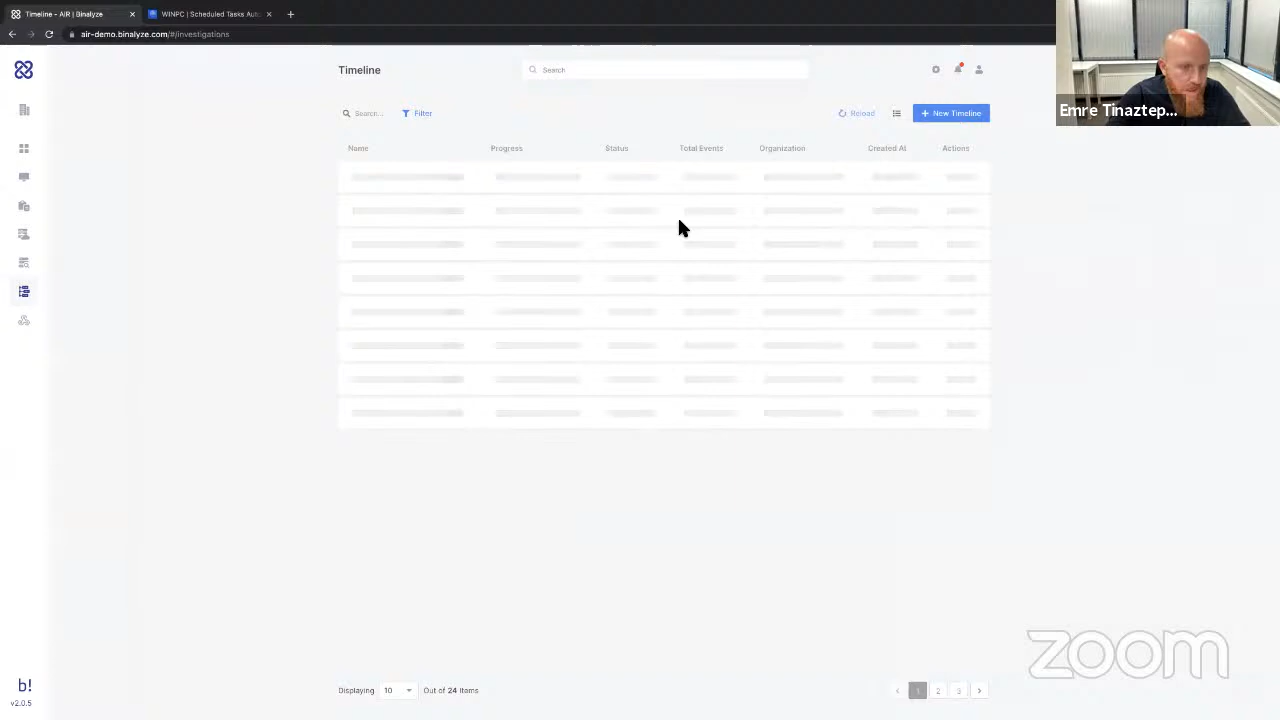 Timeline - AIR | Binalyze
WINPC | Scheduled Tasks Aut
air-demo.binalyze.com/#/investigations
Timeline
Search
Emre Tinaztep...
Search...
Filter
Reload
New Timeline
Name Progress Status Total Events Organization Created At Actions
zoom
b!
v2.0.5
Displaying 10 Out of 24 items
1 2 3